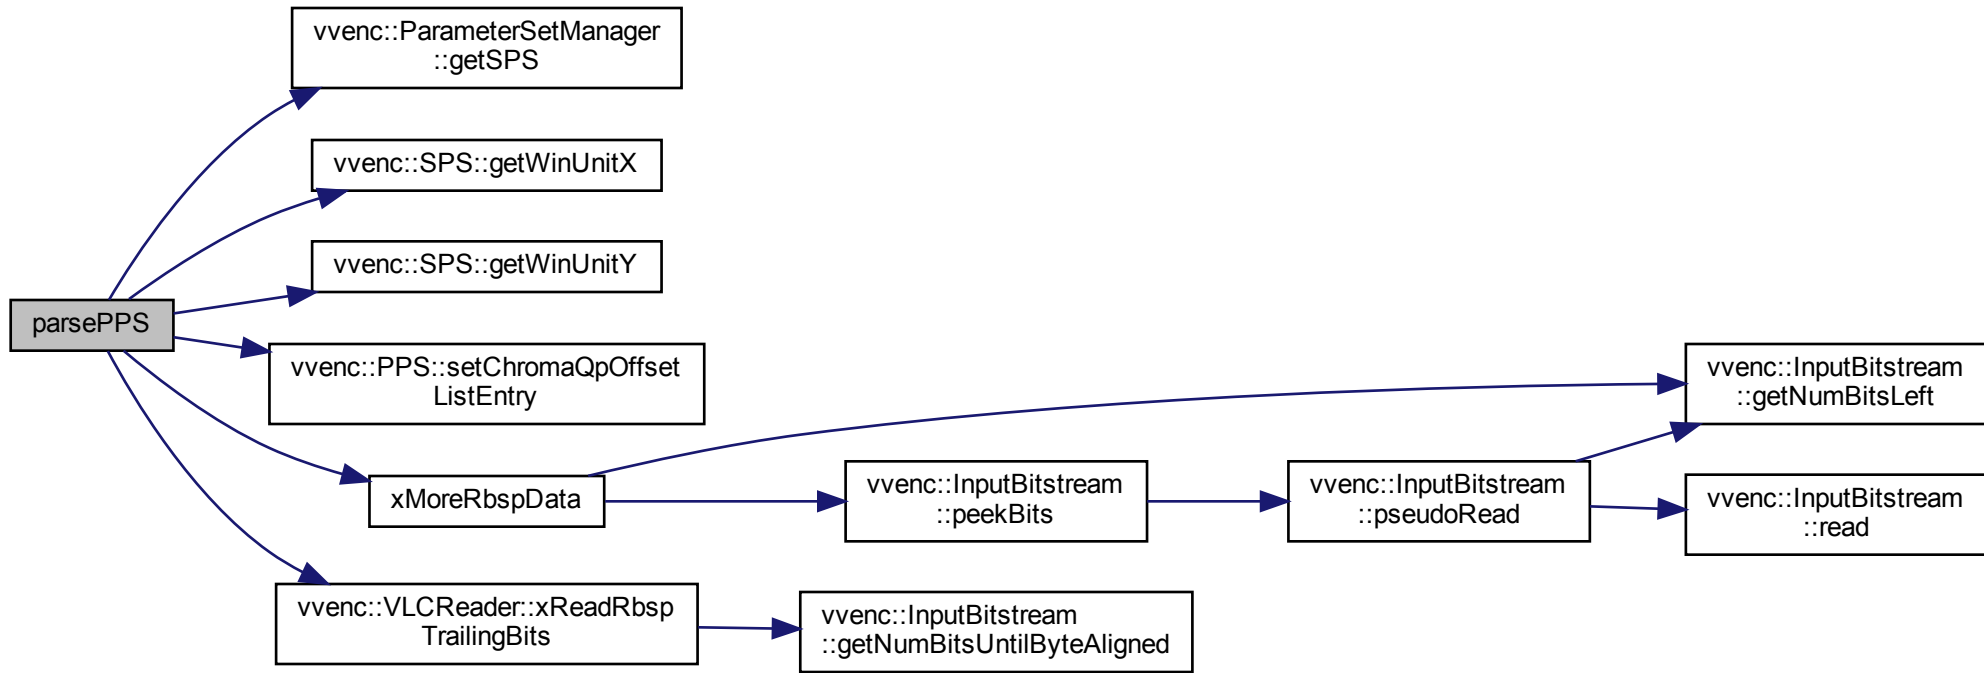 vvenc::ParameterSetManager
::getSPS
vvenc::SPS::getWinUnitX
vvenc::SPS::getWinUnitY
parsePPS
vvenc::PPS::setChromaQpOffset
ListEntry
xMoreRbspData
vvenc::VLCReader::xReadRbsp
TrailingBits
vvenc::InputBitstream
::peekBits
vvenc::InputBitstream
::getNumBitsUntilByteAligned
vvenc::InputBitstream
::pseudoRead
vvenc::InputBitstream
::getNumBitsLeft
vvenc::InputBitstream
::read